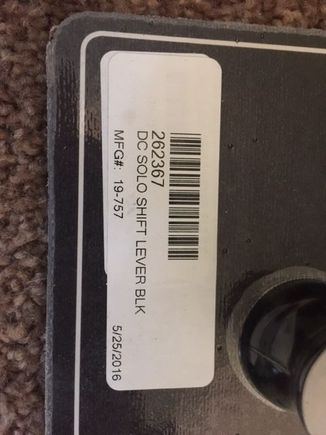 262367
DC SOLO SHIFT LEVER BLK
MFG#: 19-757
5/25/2016